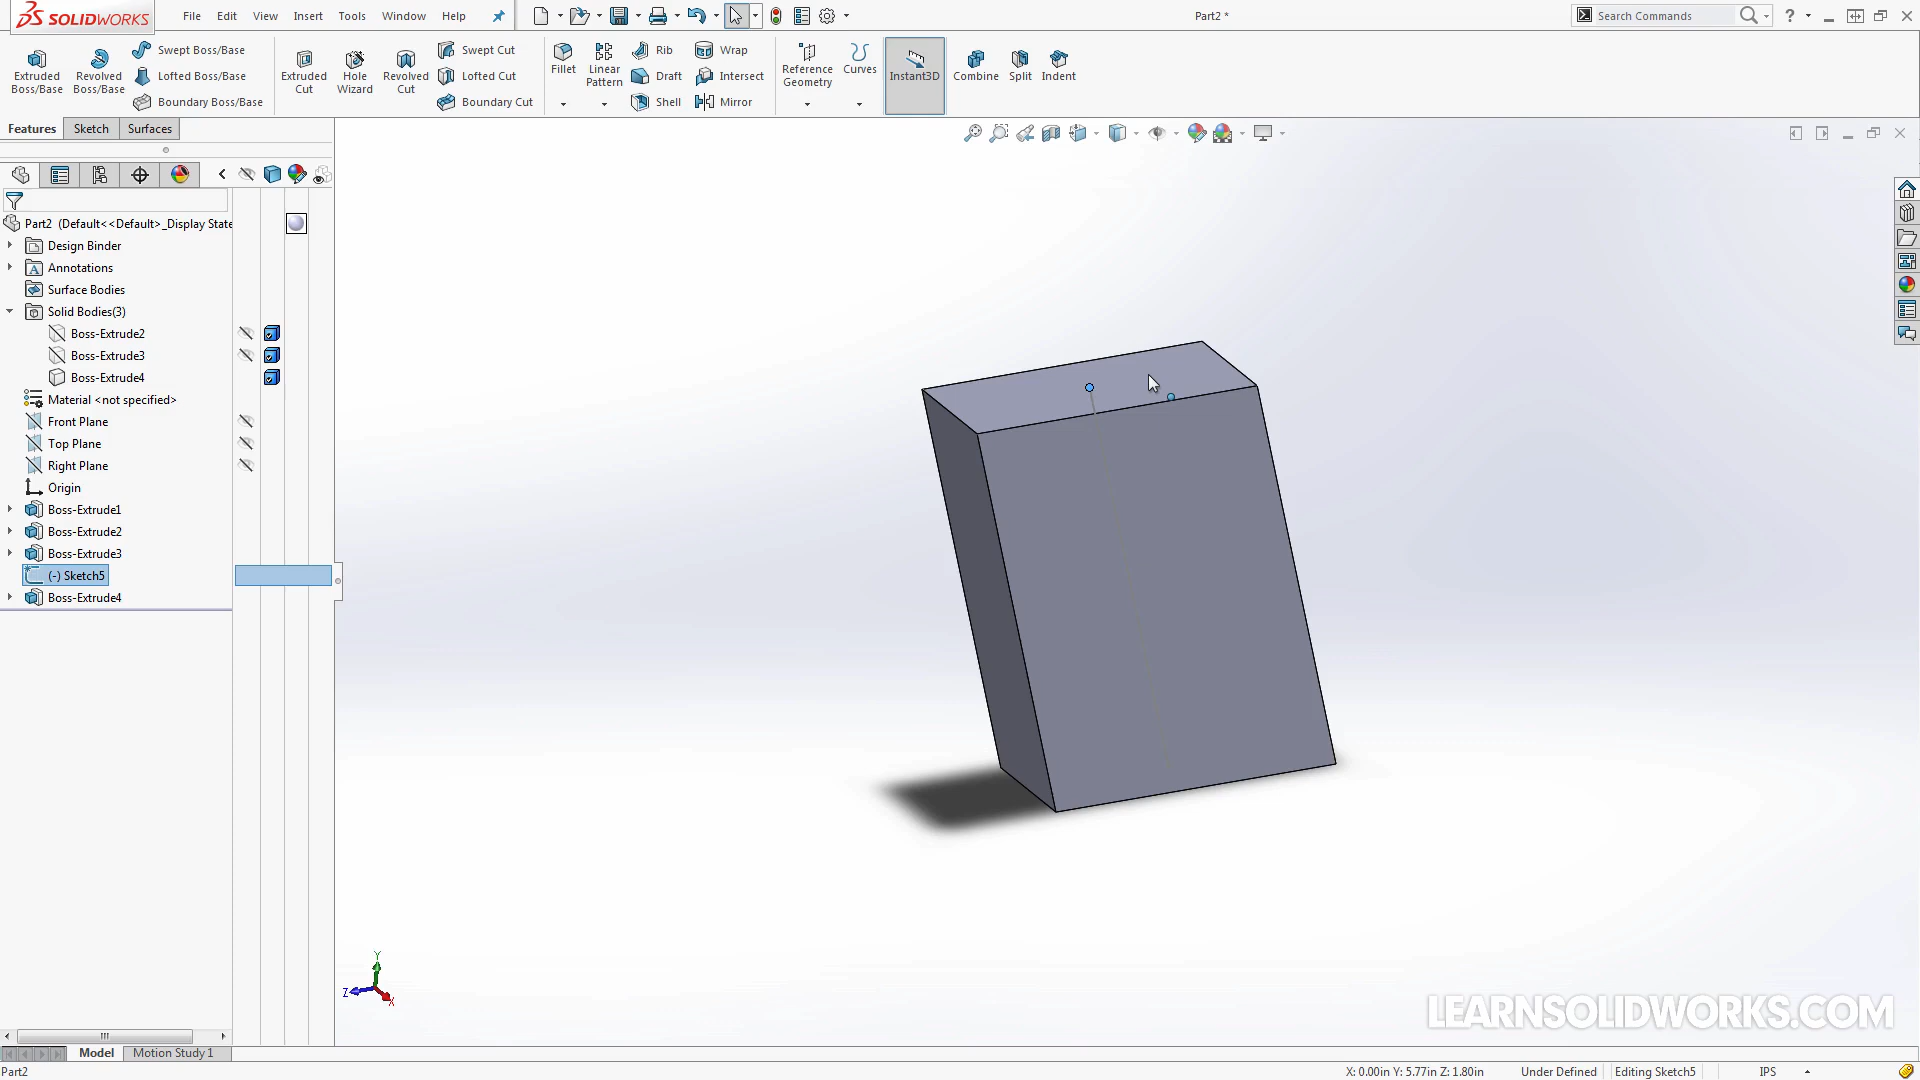 SOLIDWORKS
File Edit View Insert Tools Window Help
Part2 *
Search Commands
Extruded Boss/Base
Revolved Boss/Base
Swept Boss/Base
Lofted Boss/Base
Boundary Boss/Base
Extruded Cut
Hole Wizard
Revolved Cut
Swept Cut
Lofted Cut
Boundary Cut
Fillet
Linear Pattern
Rib
Draft
Shell
Wrap
Intersect
Mirror
Reference Geometry
Curves
Instant3D
Combine
Split
Indent
Features Sketch Surfaces
Part2 (Default<<Default>_Display State
Design Binder
Annotations
Surface Bodies
Solid Bodies(3)
Boss-Extrude2
Boss-Extrude3
Boss-Extrude4
Material <not specified>
Front Plane
Top Plane
Right Plane
Origin
Boss-Extrude1
Boss-Extrude2
Boss-Extrude3
(-) Sketch5
Boss-Extrude4
Y
Z
X
LEARNSOLIDWORKS.COM
Model Motion Study 1
Part2
X: 0.00in Y: 5.77in Z: 1.80in Under Defined Editing Sketch5 IPS